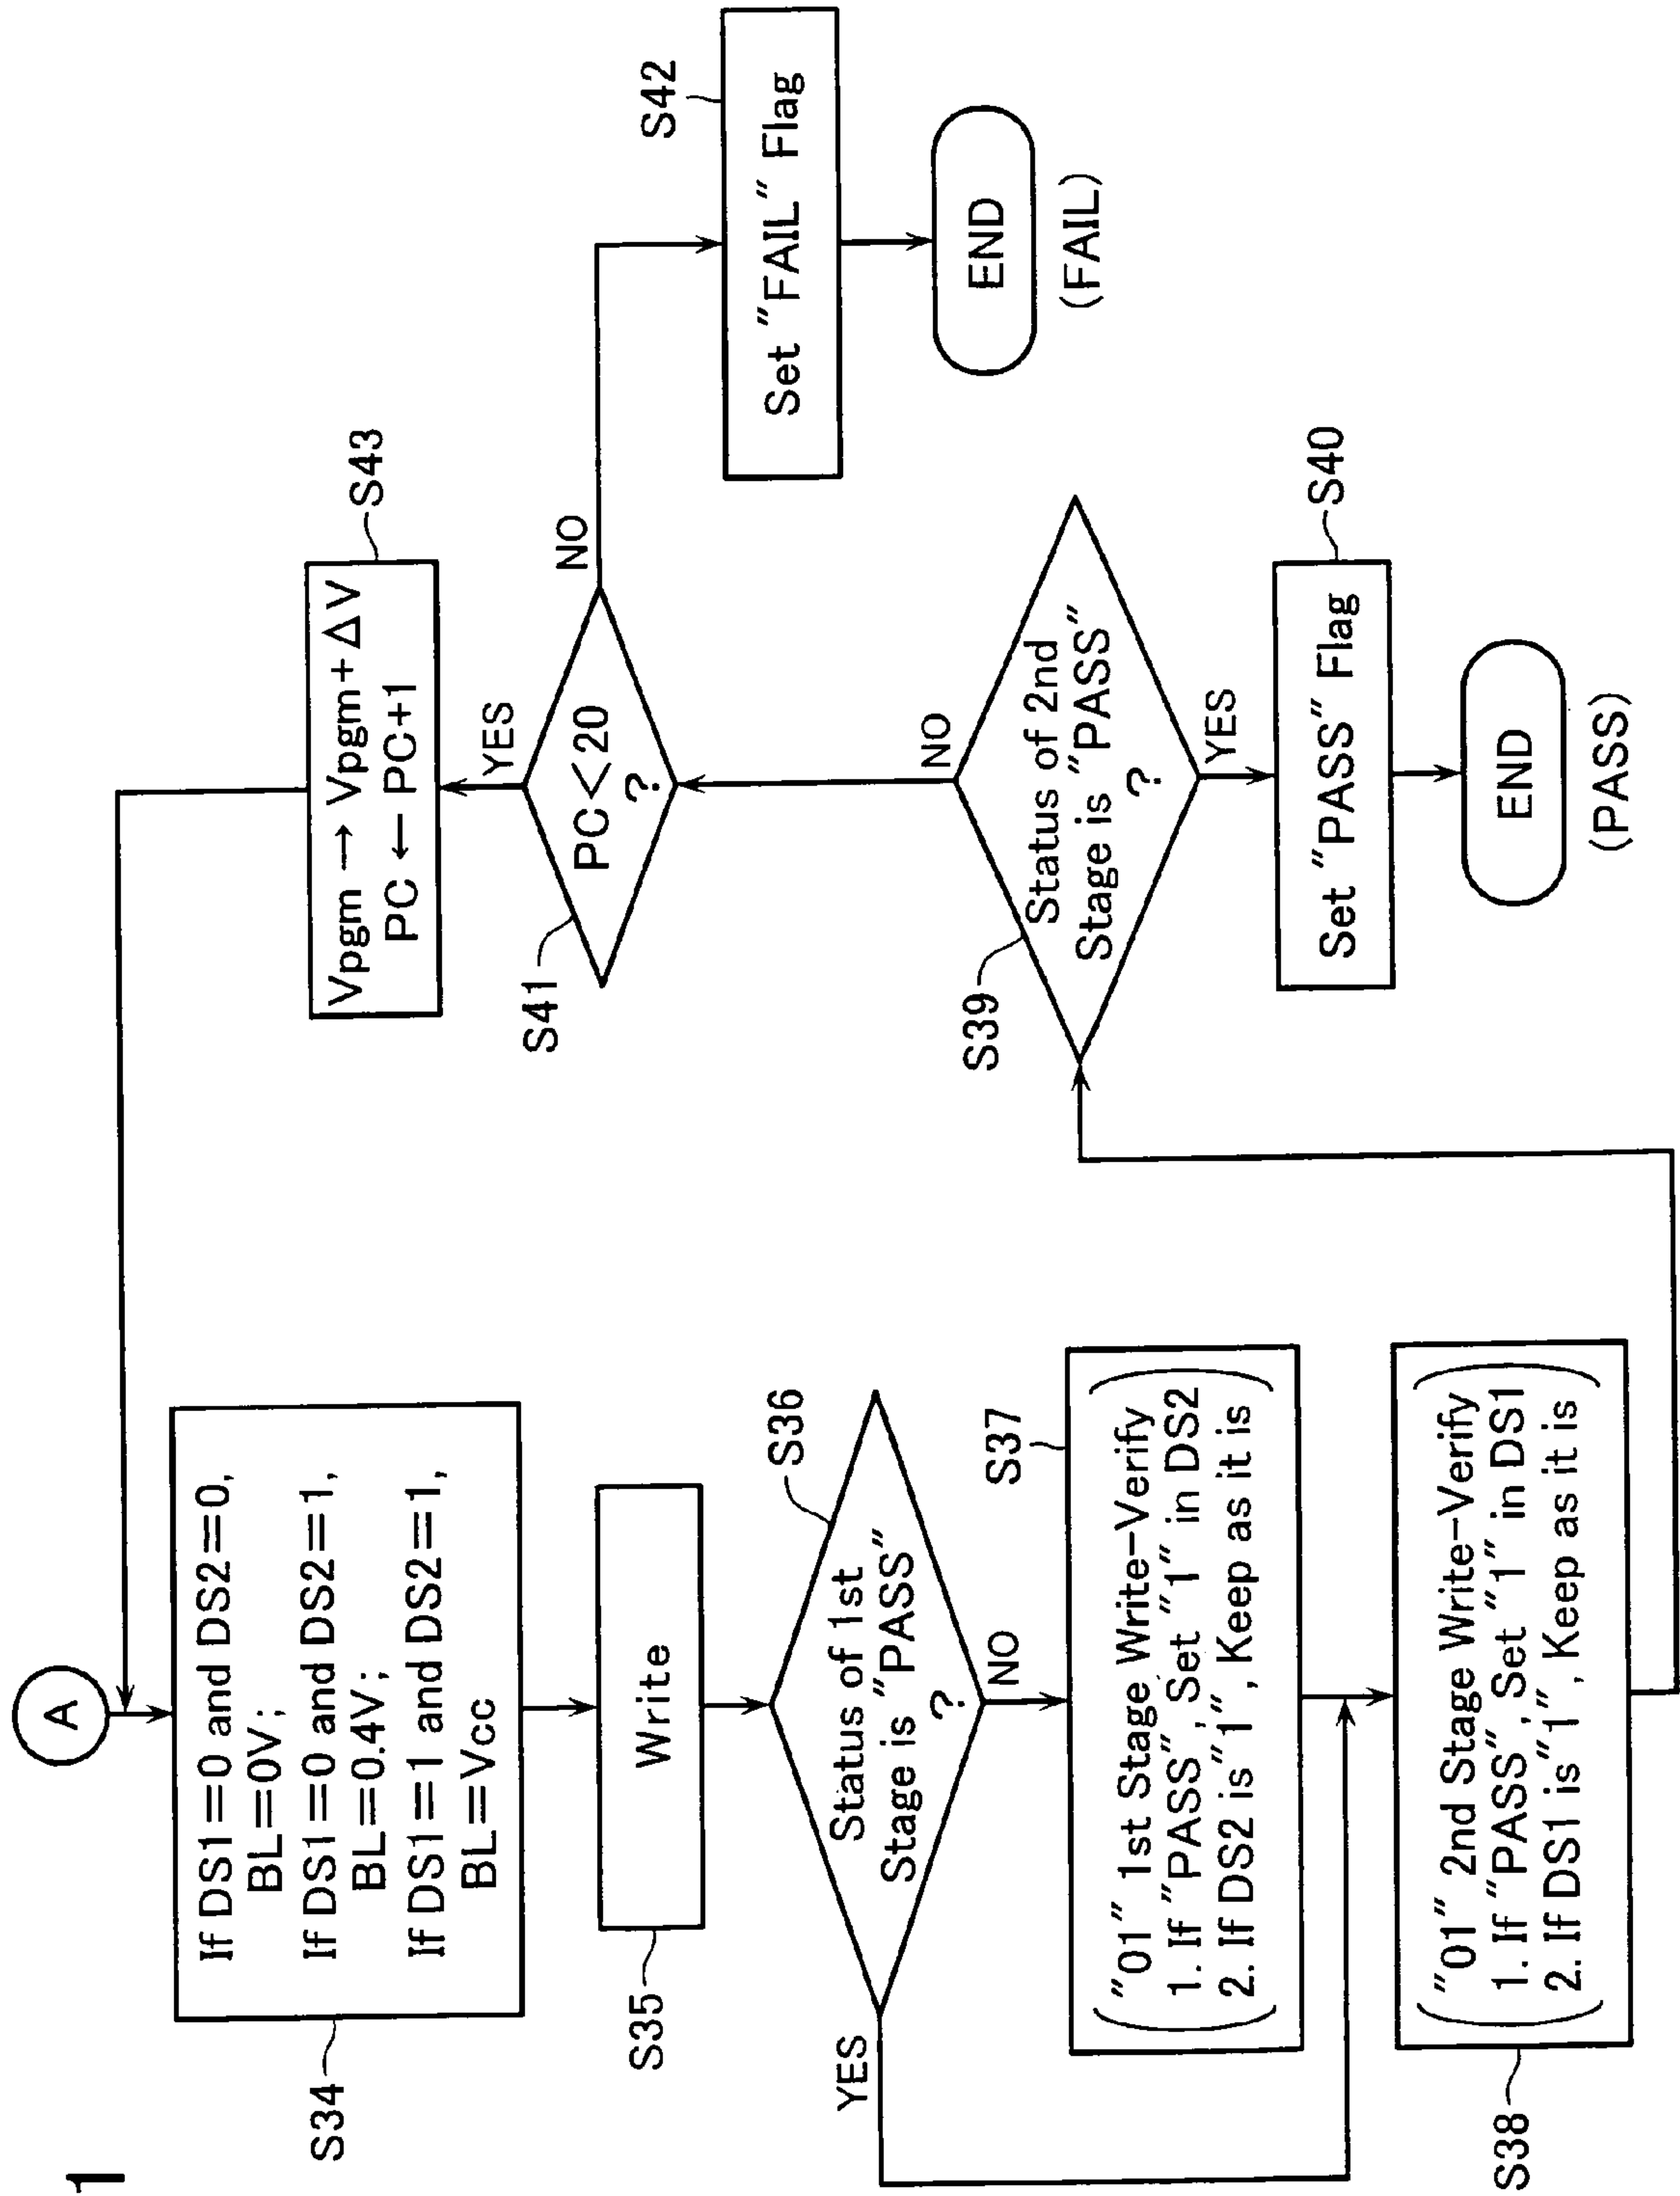 1
A
S34
If DS1=0 and DS2=0,
BL=0V;
If DS1=0 and DS2=1,
BL=0.4V;
If DS1=1 and DS2=1,
BL=Vcc
S35
Write
S36
Status of 1st
Stage is "PASS"
?
YES
NO
S37
"01" 1st Stage Write-Verify
1. If "PASS", Set "1" in DS2
2. If DS2 is "1", Keep as it is
S38
"01" 2nd Stage Write-Verify
1. If "PASS", Set "1" in DS1
2. If DS1 is "1", Keep as it is
S43
Vpgm → Vpgm+ΔV
PC ← PC+1
YES
S41
PC<20
?
NO
S42
Set "FAIL" Flag
END
(FAIL)
NO
S39
Status of 2nd
Stage is "PASS"
?
YES
S40
Set "PASS" Flag
END
(PASS)